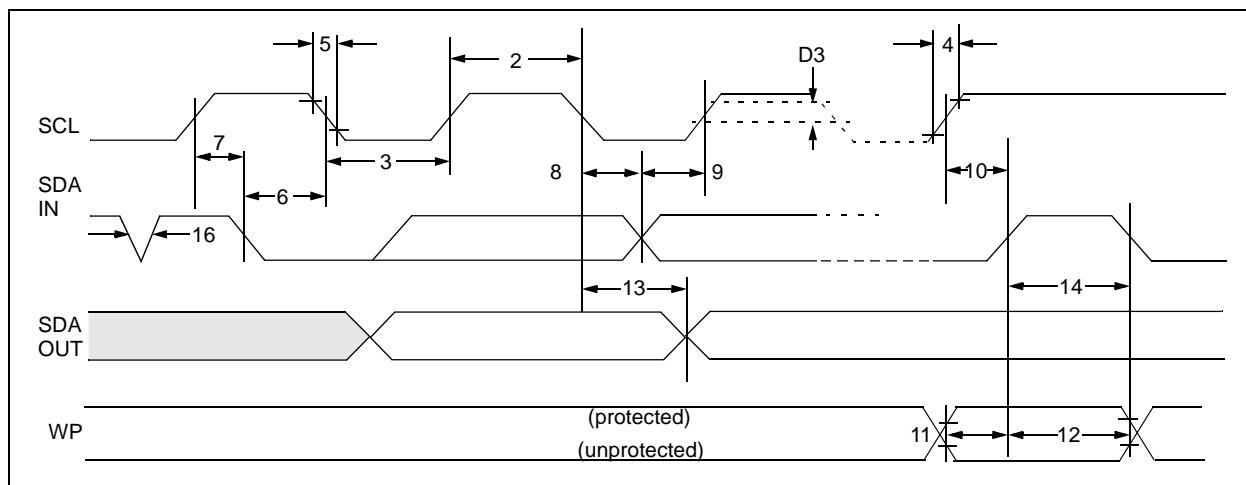 5
2
D3
4
SCL
7
3
8
9
10
SDA
IN
6
16
13
14
SDA
OUT
WP
(protected)
(unprotected)
11
12